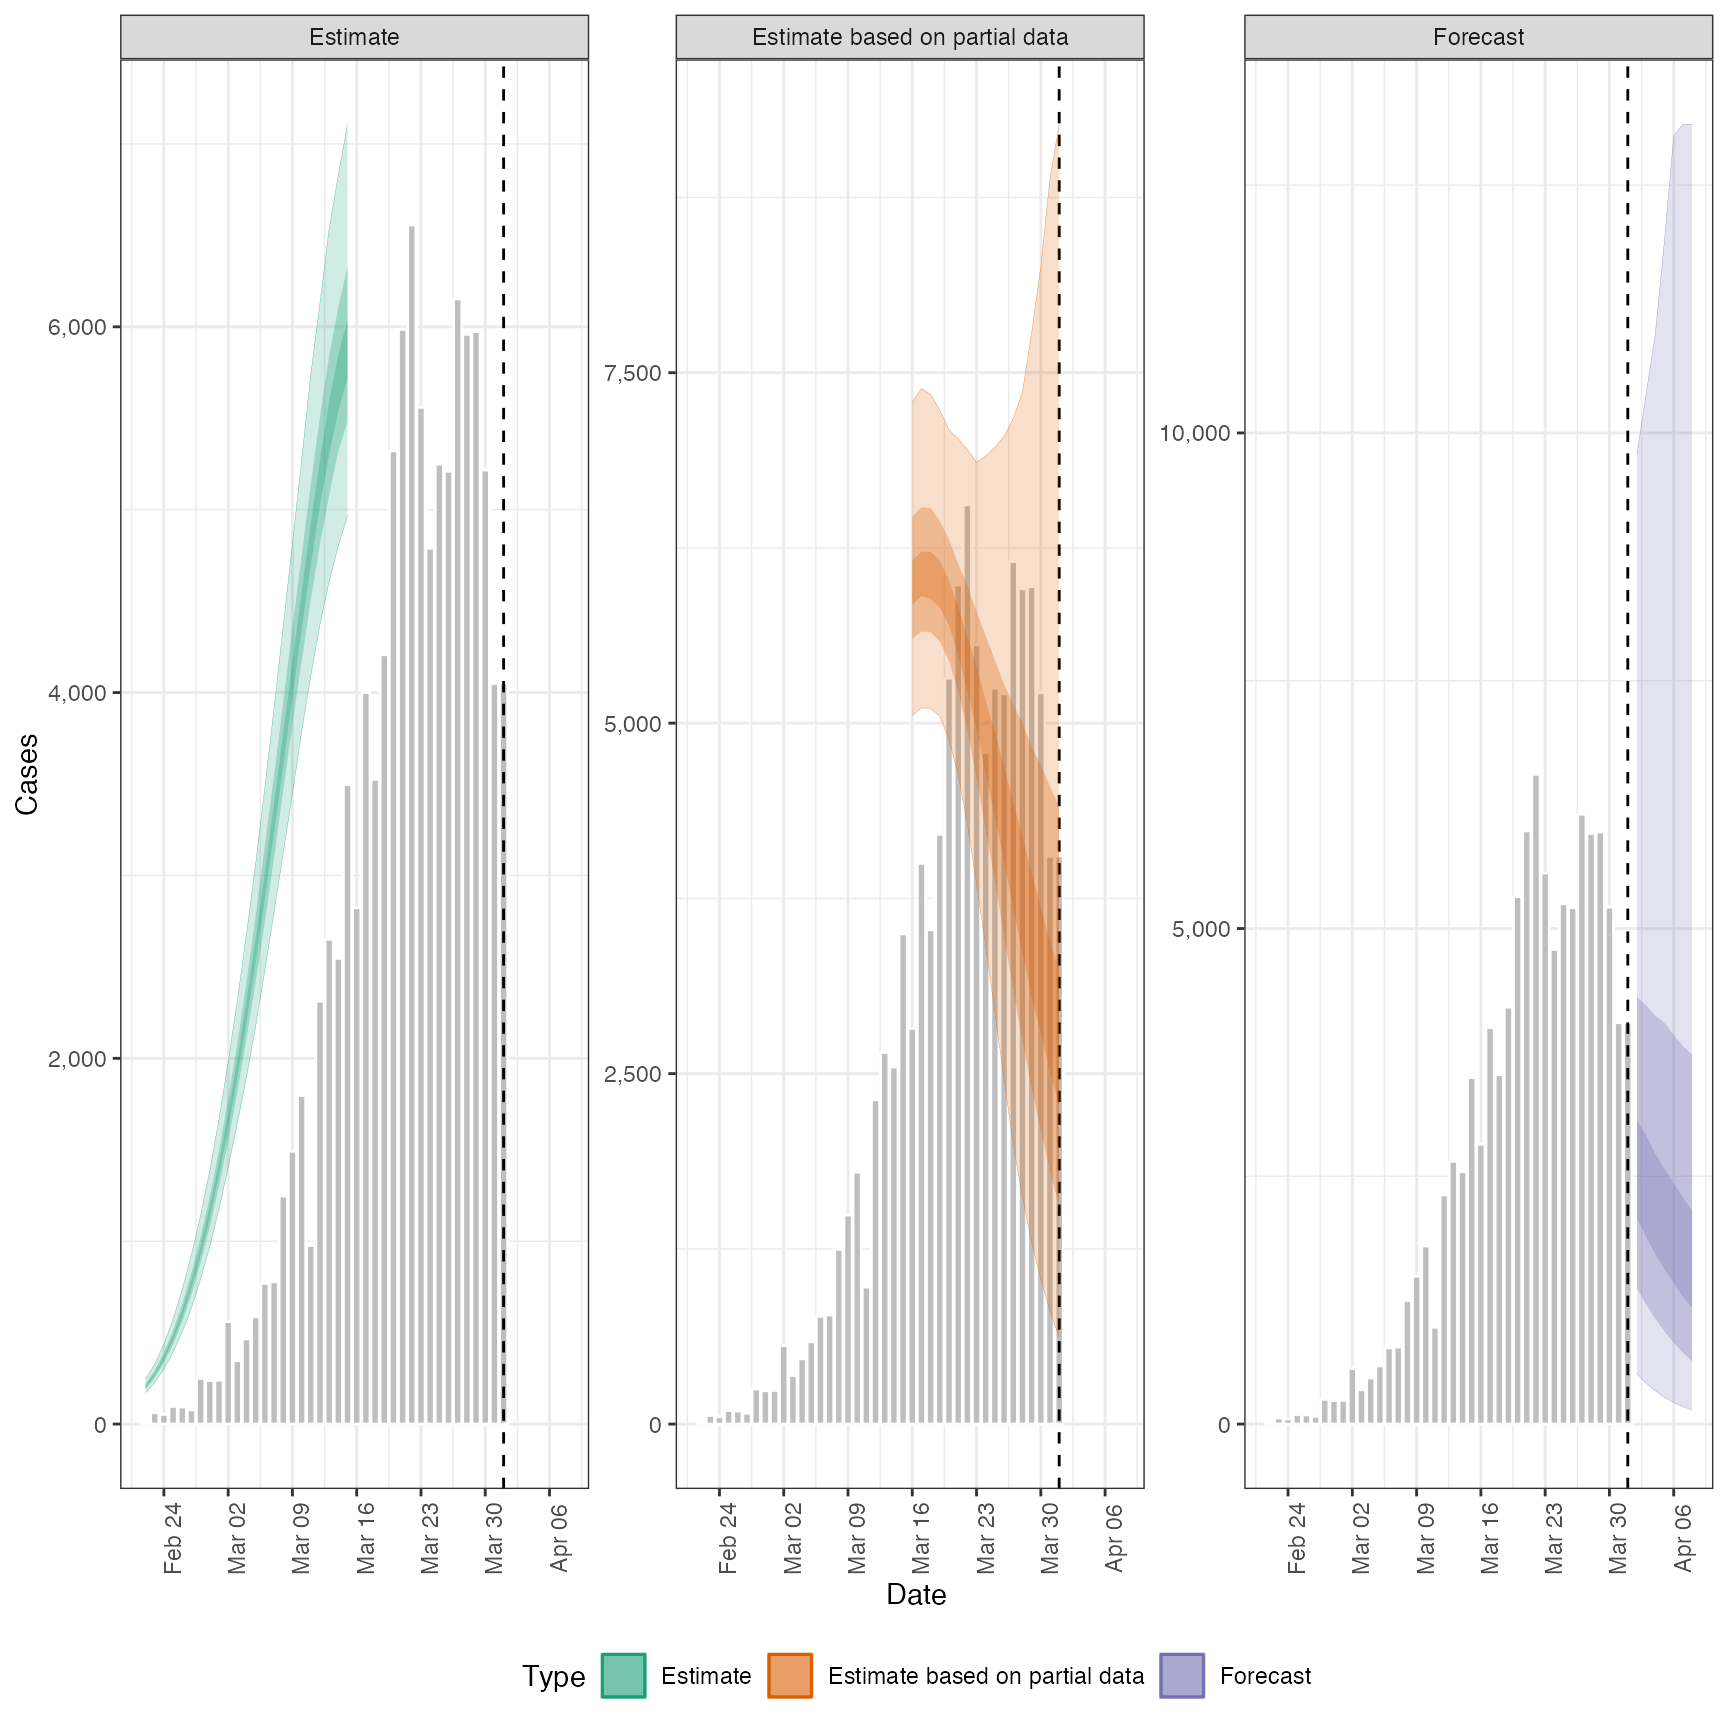 Estimate
Estimate based on partial data
Forecast
Cases
6,000
4,000
2,000
0
7,500
5,000
2,500
0
10,000
5,000
0
Feb 24
Mar 02
Mar 09
Mar 16
Mar 23
Mar 30
Apr 06
Feb 24
Mar 02
Mar 09
Mar 16
Mar 23
Mar 30
Apr 06
Feb 24
Mar 02
Mar 09
Mar 16
Mar 23
Mar 30
Apr 06
Date
Type Estimate Estimate based on partial data Forecast